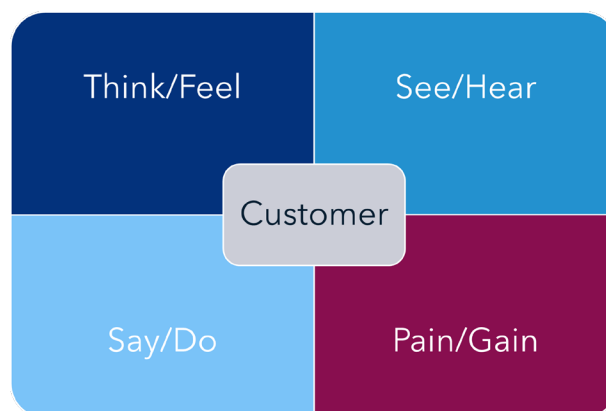 Think/Feel
See/Hear
Customer
Say/Do
Pain/Gain